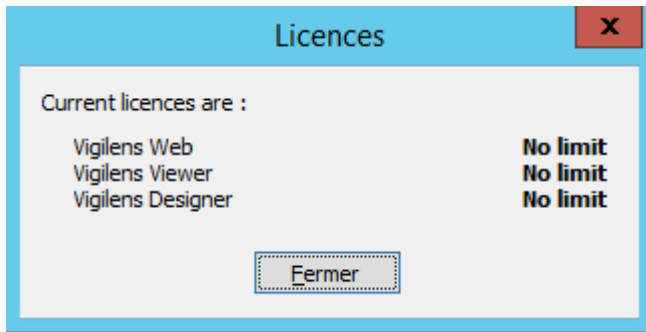 Licences
x
Current licences are :
Vigilens Web No limit
Vigilens Viewer No limit
Vigilens Designer No limit
Fermer